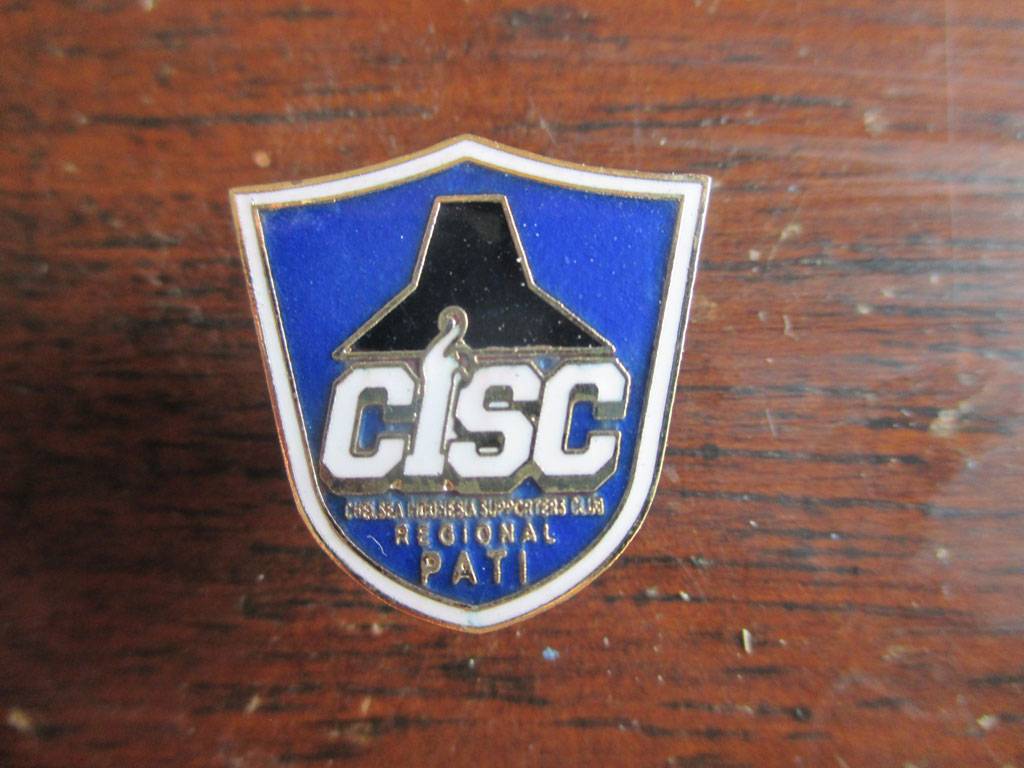 CISC
CHELSEA INDONESIA SUPPORTERS CLUB
REGIONAL
PATI